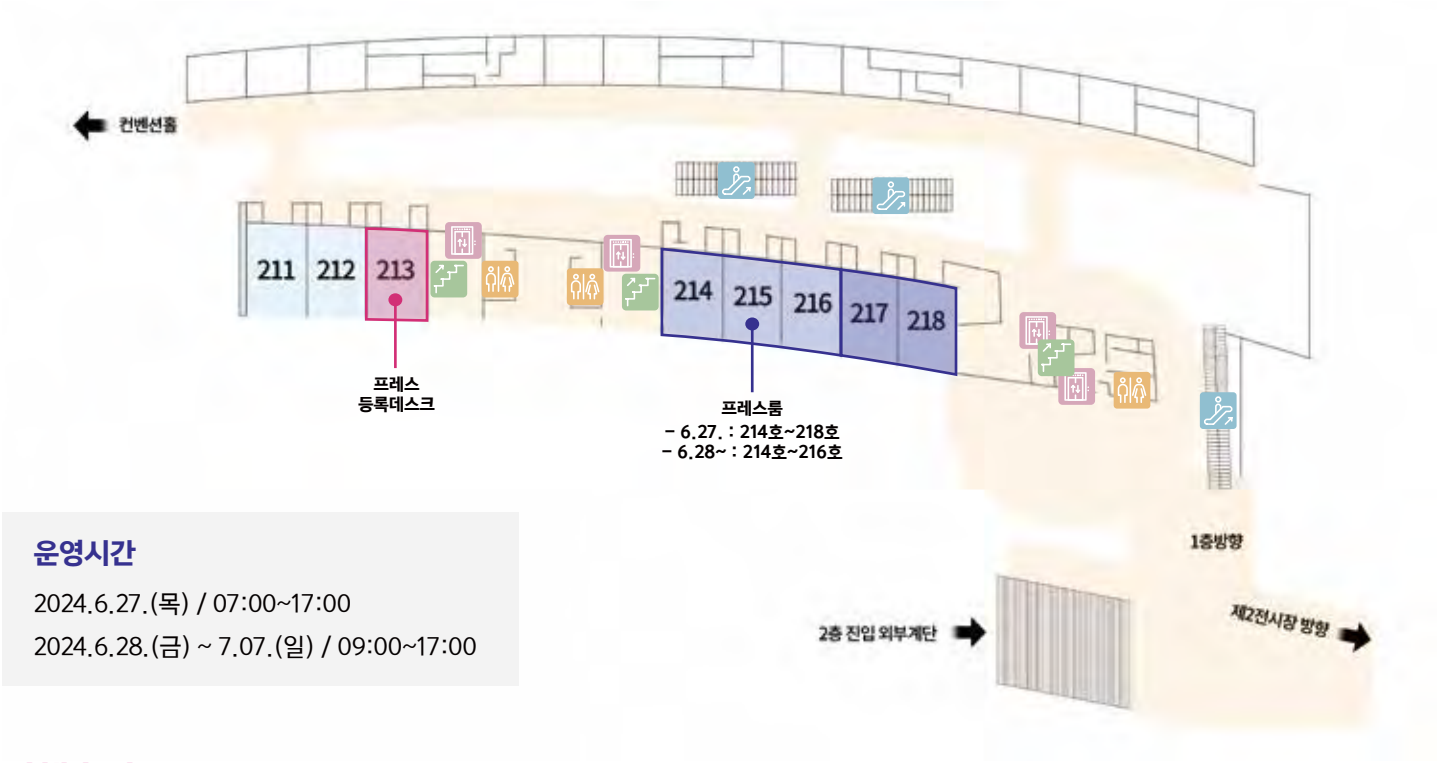 컨벤션홀
211
212
213
214
215
216
217
218
프레스
등록데스크
프레스룸
- 6.27. : 214호~218호
- 6.28~ : 214호~216호
운영시간
2024.6.27.(목) / 07:00~17:00
2024.6.28.(금) ~ 7.07.(일) / 09:00~17:00
1층방향
2층 진입 외부계단
제2전시장 방향